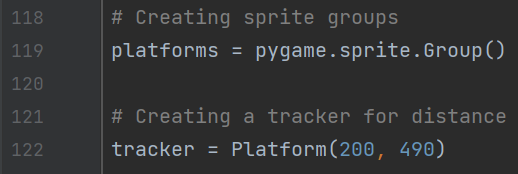 118 # Creating sprite groups
119 platforms = pygame.sprite.Group()
120
121 # Creating a tracker for distance
122 tracker = Platform(200, 490)